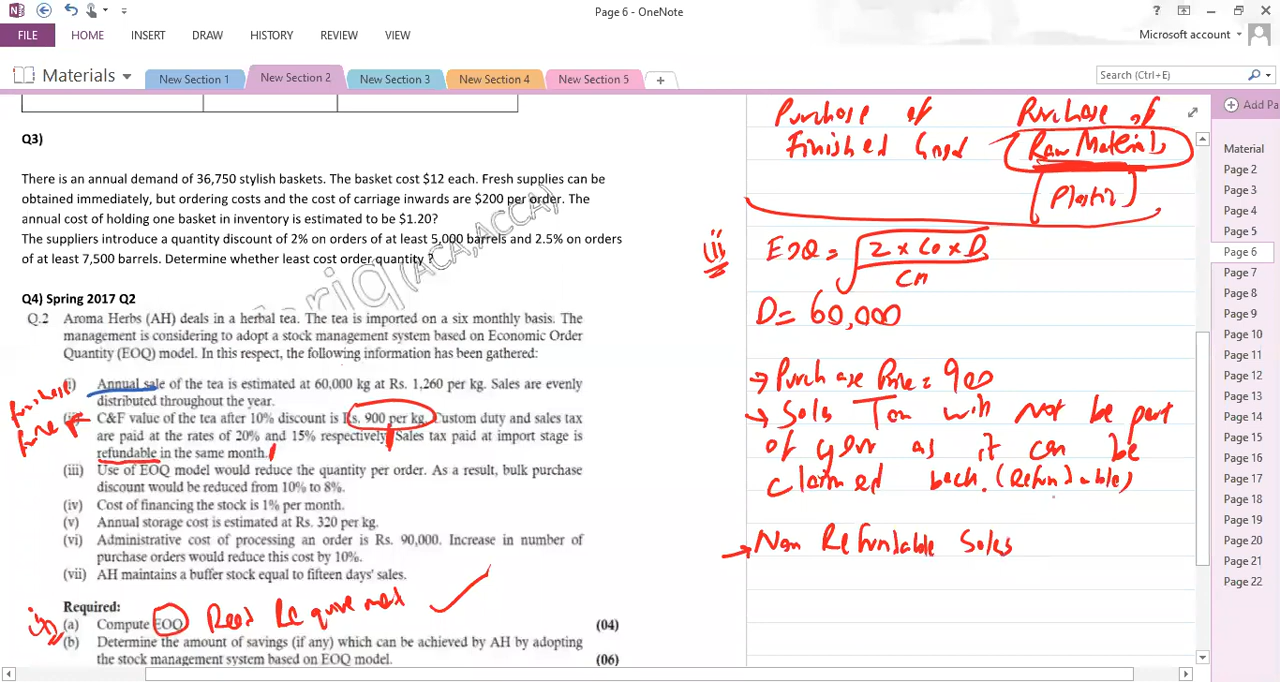 Page 6 - OneNote
FILE HOME INSERT DRAW HISTORY REVIEW VIEW
Microsoft account
Materials New Section 1 New Section 2 New Section 3 New Section 4 New Section 5
Search (Ctrl+E)
Q3)
There is an annual demand of 36,750 stylish baskets. The basket cost $12 each. Fresh supplies can be
obtained immediately, but ordering costs and the cost of carriage inwards are $200 per order. The
annual cost of holding one basket in inventory is estimated to be $1.20?
The suppliers introduce a quantity discount of 2% on orders of at least 5,000 barrels and 2.5% on orders
of at least 7,500 barrels. Determine whether least cost order quantity ?
(ACA,ACCA)
Q4) Spring 2017 Q2
Q.2 Aroma Herbs (AH) deals in a herbal tea. The tea is imported on a six monthly basis. The
management is considering to adopt a stock management system based on Economic Order
Quantity (EOQ) model. In this respect, the following information has been gathered:
(i) Annual sale of the tea is estimated at 60,000 kg at Rs. 1,260 per kg. Sales are evenly
distributed throughout the year.
(ii) C&F value of the tea after 10% discount is Rs. 900 per kg. Custom duty and sales tax
are paid at the rates of 20% and 15% respectively. Sales tax paid at import stage is
refundable in the same month.
(iii) Use of EOQ model would reduce the quantity per order. As a result, bulk purchase
discount would be reduced from 10% to 8%.
(iv) Cost of financing the stock is 1% per month.
(v) Annual storage cost is estimated at Rs. 320 per kg.
(vi) Administrative cost of processing an order is Rs. 90,000. Increase in number of
purchase orders would reduce this cost by 10%.
(vii) AH maintains a buffer stock equal to fifteen days' sales.
Required:
(a) Compute EOQ (04)
(b) Determine the amount of savings (if any) which can be achieved by AH by adopting
the stock management system based on EOQ model. (06)
Read Requirement
Purchase of
Finished Good
Purchase of
Raw Materials
Plastic
(ii) EOQ = √ 2 × Co × D
CH
D = 60,000
→ Purchase Price = 900
→ Sales Tax will not be part
of as it can be
claimed back. (Refundable)
→ Non Refundable Sales
Add Pa
Material
Page 2
Page 3
Page 4
Page 5
Page 6
Page 7
Page 8
Page 9
Page 10
Page 11
Page 12
Page 13
Page 14
Page 15
Page 16
Page 17
Page 18
Page 19
Page 20
Page 21
Page 22